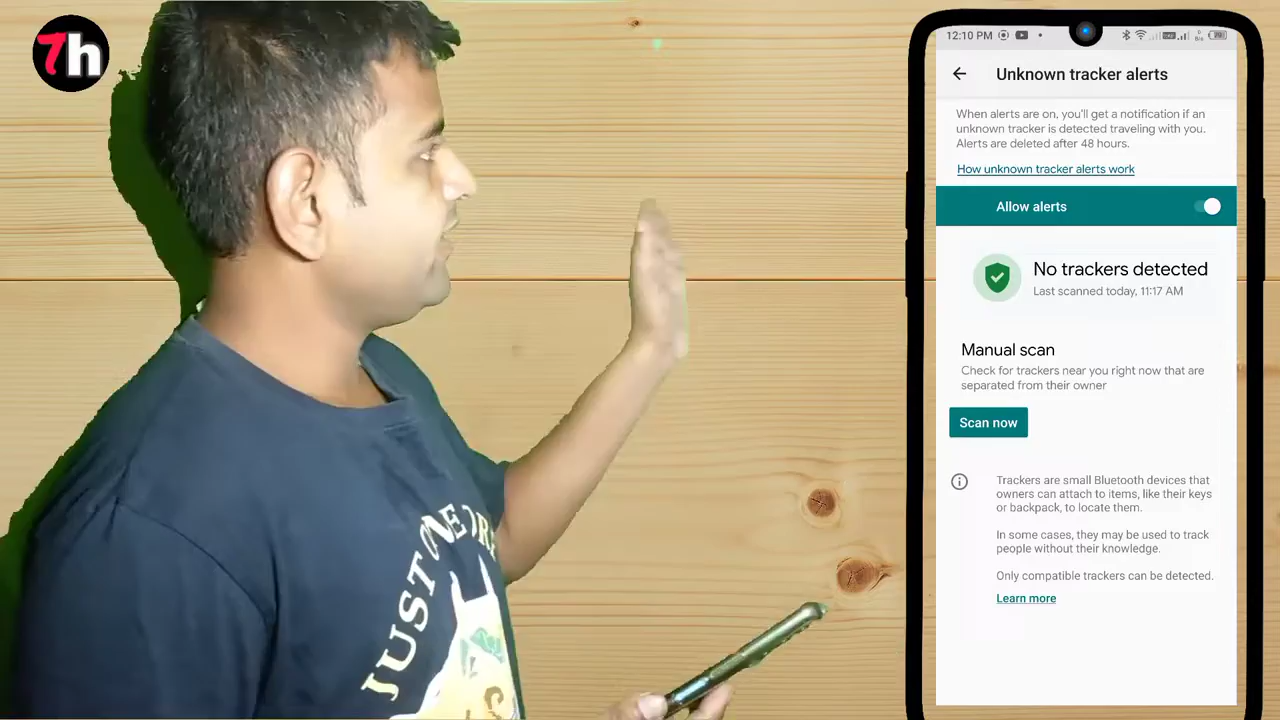 7h
JUST ONE
12:10 PM
Unknown tracker alerts
When alerts are on, you'll get a notification if an
unknown tracker is detected traveling with you.
Alerts are deleted after 48 hours.
How unknown tracker alerts work
Allow alerts
No trackers detected
Last scanned today, 11:17 AM
Manual scan
Check for trackers near you right now that are
separated from their owner
Scan now
Trackers are small Bluetooth devices that
owners can attach to items, like their keys
or backpack, to locate them.
In some cases, they may be used to track
people without their knowledge.
Only compatible trackers can be detected.
Learn more